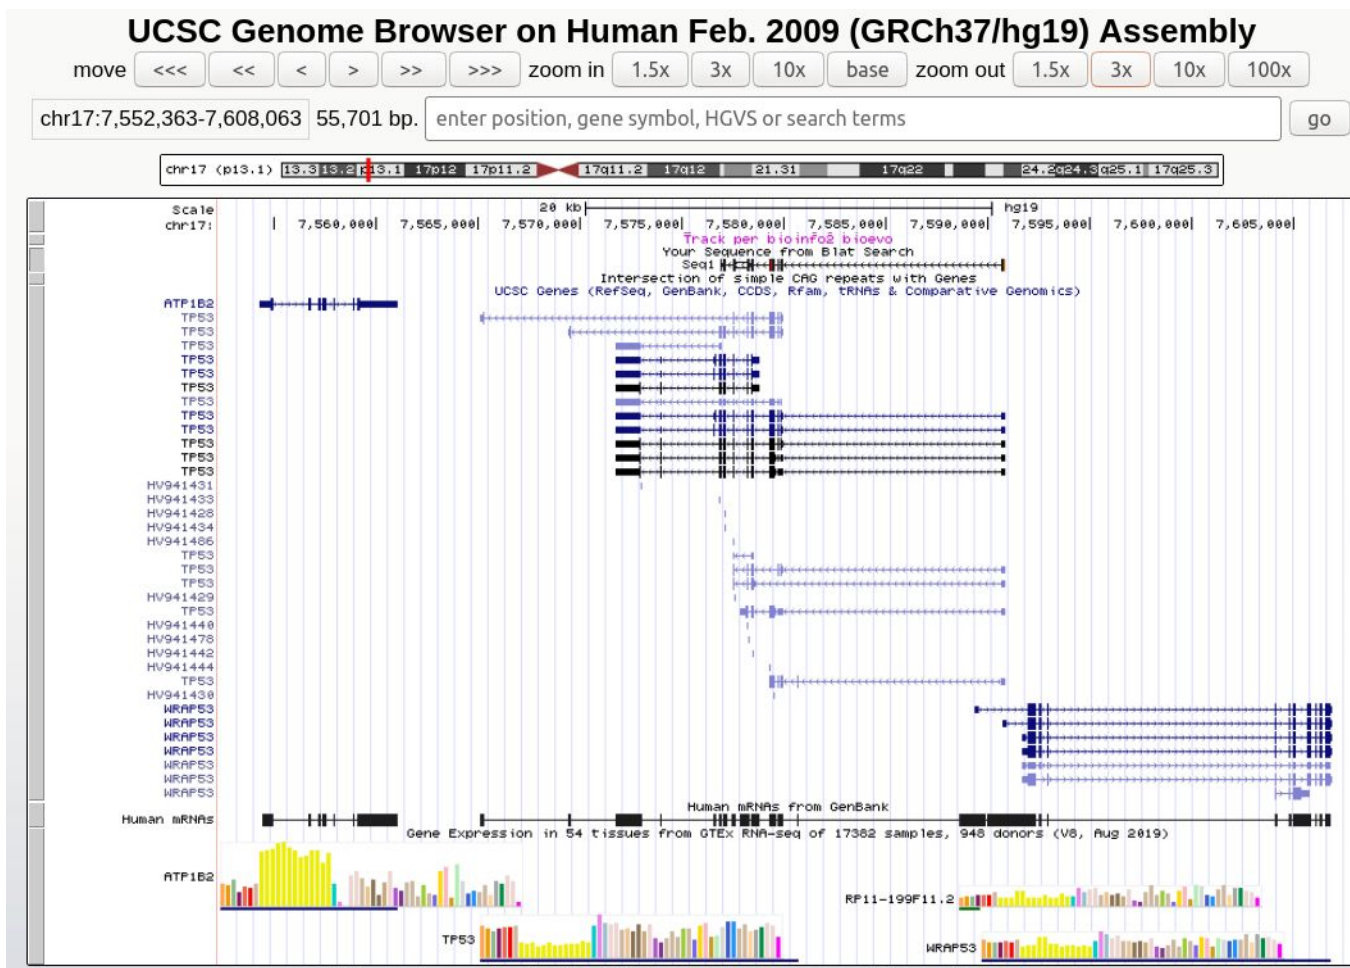 UCSC Genome Browser on Human Feb. 2009 (GRCh37/hg19) Assembly
move <<< << < > >> >>> zoom in 1.5x 3x 10x base zoom out 1.5x 3x 10x 100x
chr17:7,552,363-7,608,063 55,701 bp. enter position, gene symbol, HGVS or search terms go
chr17 (p13.1) 13.3 13.2 p13.1 17p12 17p11.2 17q11.2 17q12 21.31 17q22 24.2 q24.3 q25.1 17q25.3
Scale 20 kb hg19
chr17: 7,560,000 7,565,000 7,570,000 7,575,000 7,580,000 7,585,000 7,590,000 7,595,000 7,600,000 7,605,000
Track per bioinfo2 bioevo
Your Sequence from Blat Search
Seq1
Intersection of simple CAG repeats with Genes
UCSC Genes (RefSeq, GenBank, CCDS, Rfam, tRNAs & Comparative Genomics)
ATP1B2
TP53
TP53
TP53
TP53
TP53
TP53
TP53
TP53
TP53
TP53
TP53
TP53
HV941431
HV941433
HV941428
HV941434
HV941486
TP53
TP53
TP53
HV941429
TP53
HV941440
HV941478
HV941442
HV941444
TP53
HV941430
WRAP53
WRAP53
WRAP53
WRAP53
WRAP53
WRAP53
WRAP53
Human mRNAs from GenBank
Human mRNAs
Gene Expression in 54 tissues from GTEx RNA-seq of 17382 samples, 948 donors (V8, Aug 2019)
ATP1B2
RP11-199F11.2
TP53
WRAP53